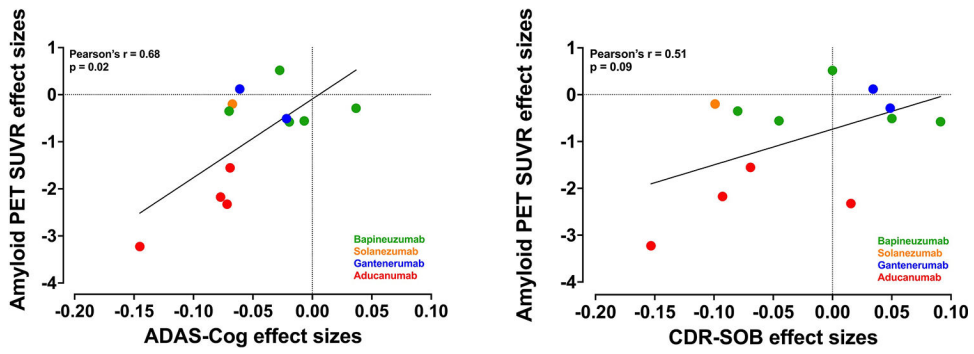 Amyloid PET SUVR effect sizes
Pearson's r = 0.68
p = 0.02
1
0
-1
-2
-3
-4
Bapineuzumab
Solanezumab
Gantenerumab
Aducanumab
-0.20 -0.15 -0.10 -0.05 0.00 0.05 0.10
ADAS-Cog effect sizes
Amyloid PET SUVR effect sizes
Pearson's r = 0.51
p = 0.09
1
0
-1
-2
-3
-4
Bapineuzumab
Solanezumab
Gantenerumab
Aducanumab
-0.20 -0.15 -0.10 -0.05 0.00 0.05 0.10
CDR-SOB effect sizes